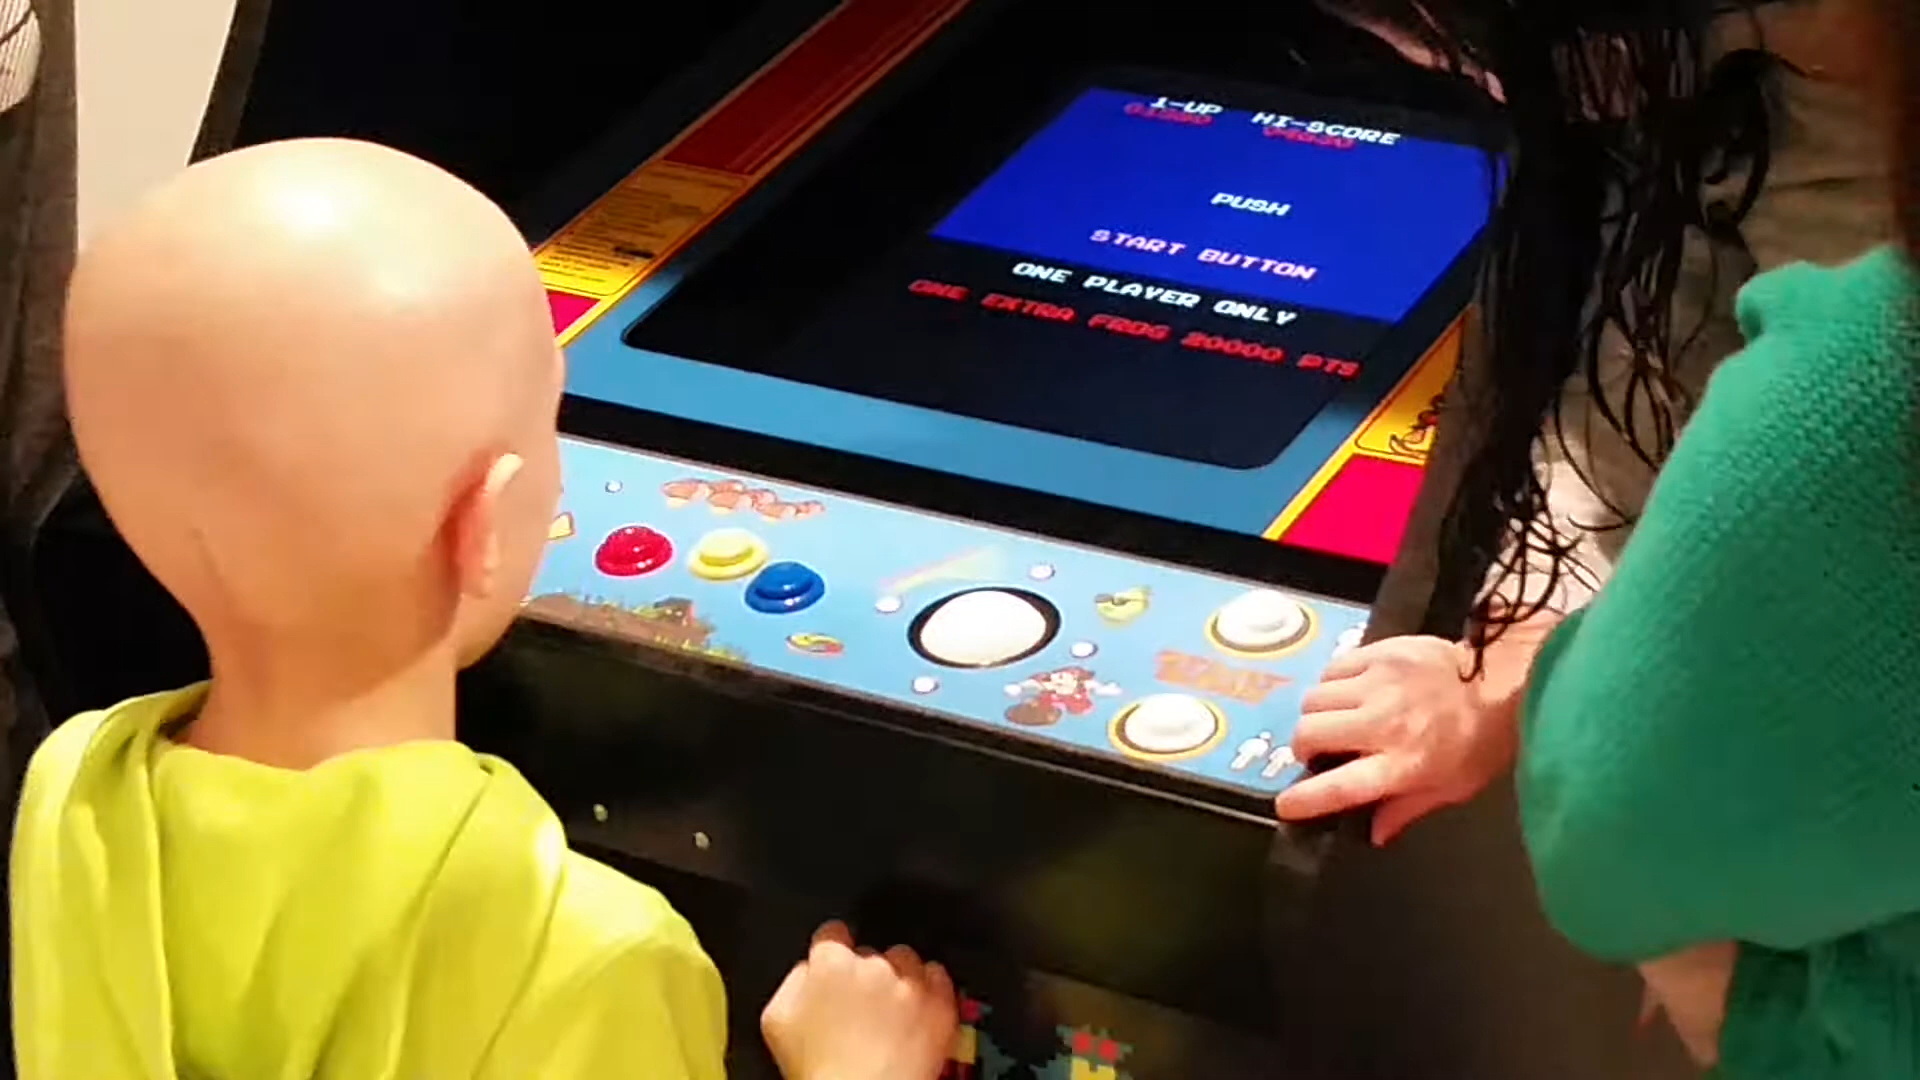 1-UP HI-SCORE
PUSH
START BUTTON
ONE PLAYER ONLY
ONE EXTRA FROG 20000 PTS